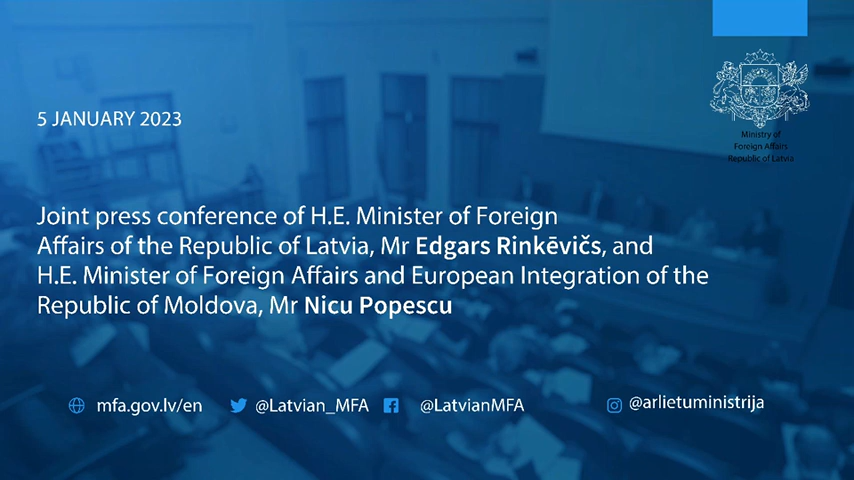 Ministry of
Foreign Affairs
Republic of Latvia
5 JANUARY 2023
Joint press conference of H.E. Minister of Foreign
Affairs of the Republic of Latvia, Mr Edgars Rinkēvičs, and
H.E. Minister of Foreign Affairs and European Integration of the
Republic of Moldova, Mr Nicu Popescu
mfa.gov.lv/en @Latvian_MFA @LatvianMFA @arlietuministrija